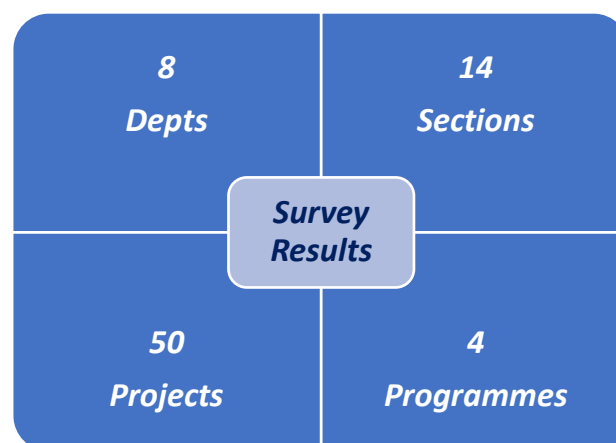 8
Depts
14
Sections
Survey
Results
50
Projects
4
Programmes